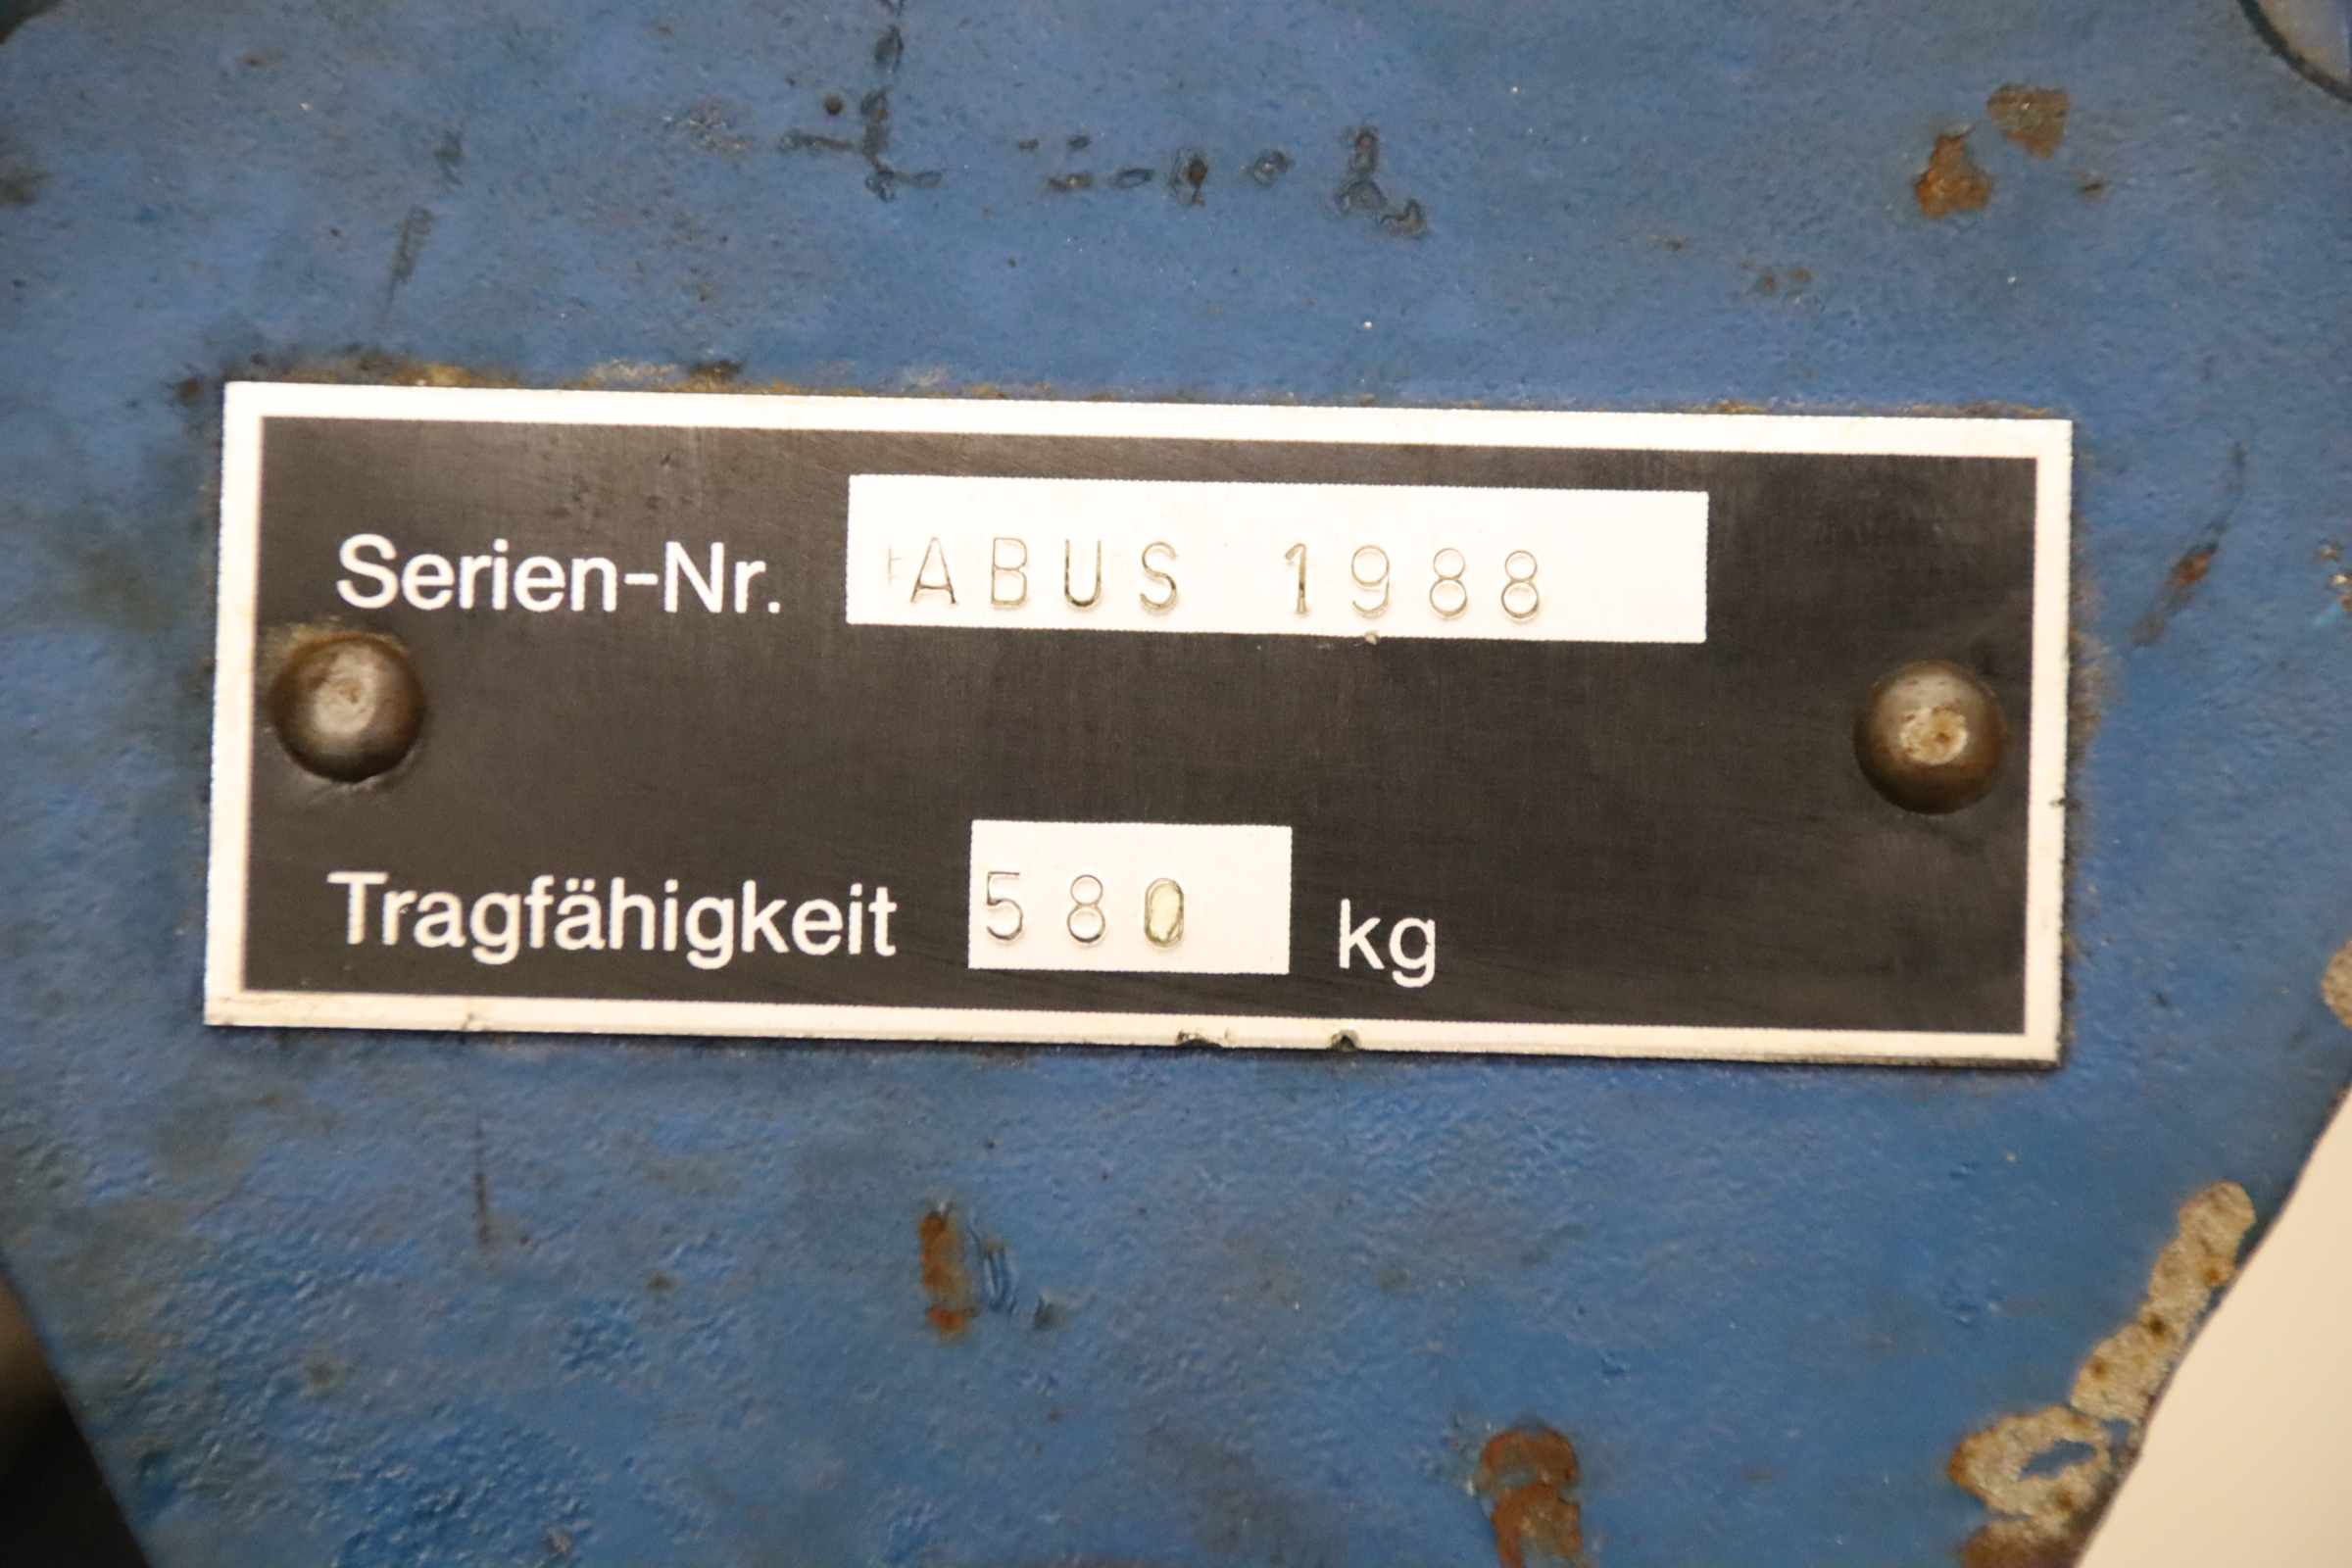 Serien-Nr. ABUS 1988
Tragfähigkeit 580 kg